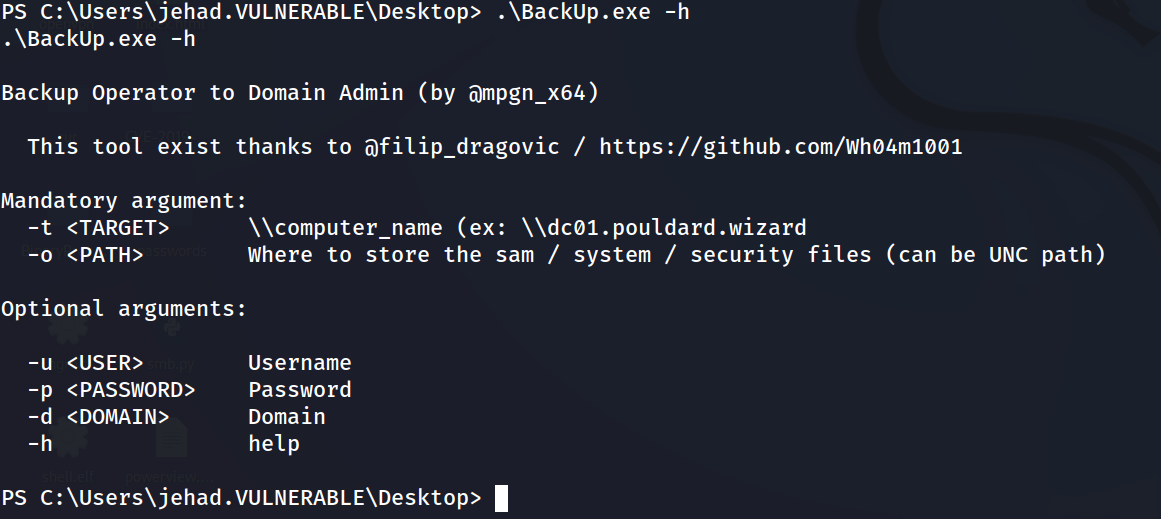 PS C:\Users\jehad.VULNERABLE\Desktop> .\BackUp.exe -h
.\BackUp.exe -h
Backup Operator to Domain Admin (by @mpgn_x64)
This tool exist thanks to @filip_dragovic / https://github.com/Wh04m1001
Mandatory argument:
-t <TARGET> \\computer_name (ex: \\dc01.pouldard.wizard
-o <PATH> Where to store the sam / system / security files (can be UNC path)
Optional arguments:
-u <USER> Username
-p <PASSWORD> Password
-d <DOMAIN> Domain
-h help
PS C:\Users\jehad.VULNERABLE\Desktop>